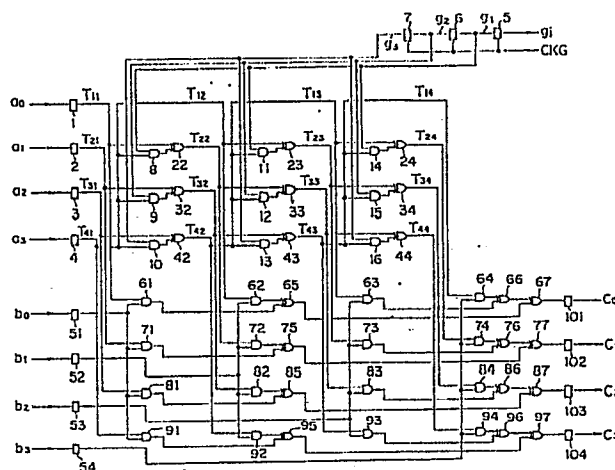 7 g2 6 g1 5
g3 gi
CKG
a0 T11 T12 T13 T14
1
a1 T21 T22 T23 T24
2 8 22 11 23 14 24
a2 T31 T32 T33 T34
3 9 32 12 33 15 34
a3 T41 T42 T43 T44
4 10 42 13 43 16 44
61 62 65 63 64 66 67
b0 C0
51 101
71 72 75 73 74 76 77
b1 C
52 102
81 82 85 83 84 86 87
b2 C
53 103
91 92 95 93 94 96 97
b3 C
54 104